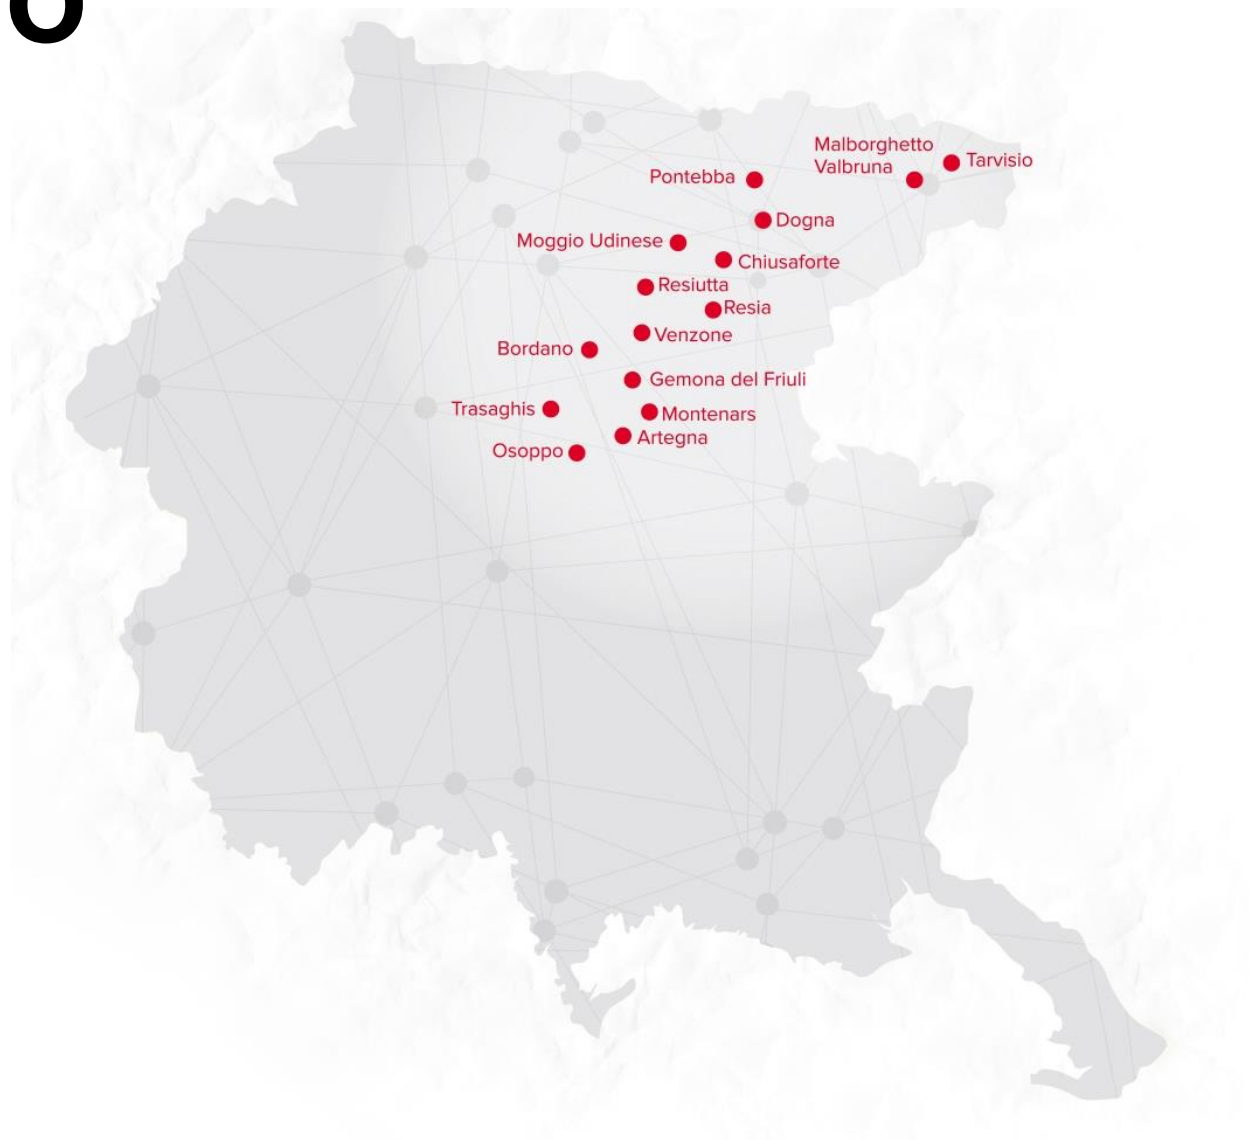 o
Malborghetto
Valbruna
Tarvisio
Pontebba
Dogna
Moggio Udinese
Chiusaforte
Resiutta
Resia
Venzone
Bordano
Gemona del Friuli
Trasaghis
Montenars
Artegna
Osoppo